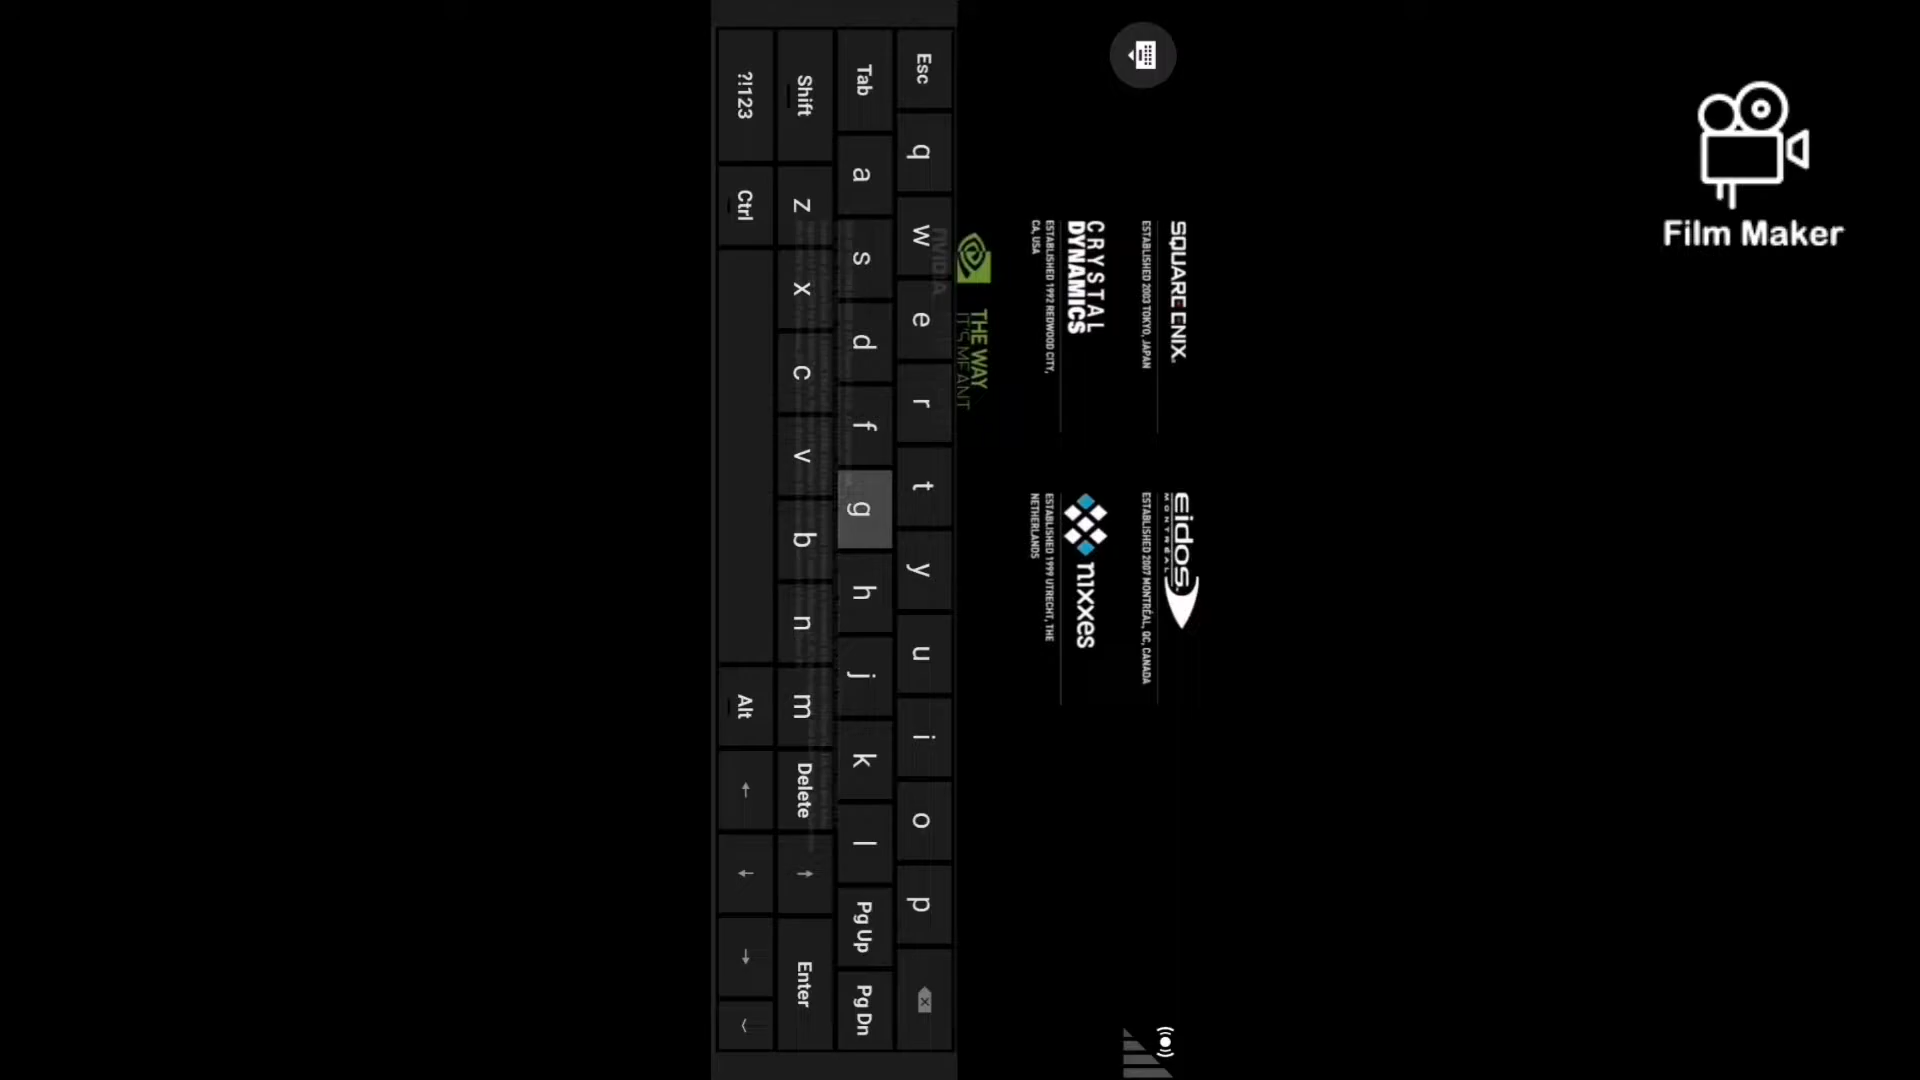 Film Maker
SQUARE ENIX.
ESTABLISHED 2003 TOKYO, JAPAN
eidos
MONTRÉAL
ESTABLISHED 2007 MONTRÉAL, QC, CANADA
CRYSTAL
DYNAMICS
ESTABLISHED 1992 REDWOOD CITY,
CA, USA
nixxes
ESTABLISHED 1999 UTRECHT, THE
NETHERLANDS
THE WAY
IT'S MEANT
NVIDIA
Esc q w e r t y u i o p
Tab a s d f g h j k l Pg Up Pg Dn
Shift z x c v b n m Delete ↑ Enter
?!123 Ctrl Alt ← ↓ →